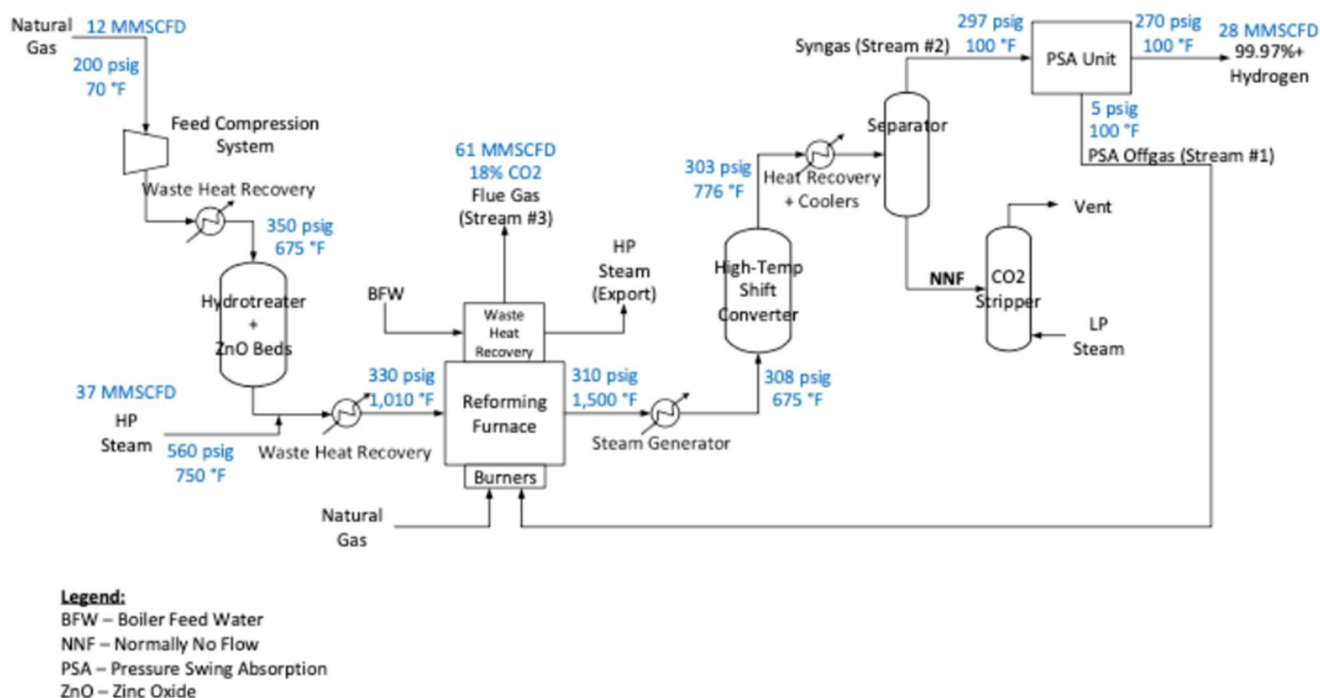 Natural
Gas
12 MMSCFD
200 psig
70 °F
Feed Compression
System
Waste Heat Recovery
350 psig
675 °F
Hydrotreater
+
ZnO Beds
37 MMSCFD
HP
Steam
560 psig
750 °F
Waste Heat Recovery
330 psig
1,010 °F
BFW
61 MMSCFD
18% CO2
Flue Gas
(Stream #3)
Waste
Heat
Recovery
HP
Steam
(Export)
Reforming
Furnace
Burners
Natural
Gas
310 psig
1,500 °F
Steam Generator
308 psig
675 °F
High-Temp
Shift
Converter
303 psig
776 °F
Heat Recovery
+ Coolers
Separator
Syngas (Stream #2)
297 psig
100 °F
PSA Unit
270 psig
100 °F
28 MMSCFD
99.97%+
Hydrogen
5 psig
100 °F
PSA Offgas (Stream #1)
NNF
CO2
Stripper
Vent
LP
Steam
Legend:
BFW – Boiler Feed Water
NNF – Normally No Flow
PSA – Pressure Swing Absorption
ZnO – Zinc Oxide